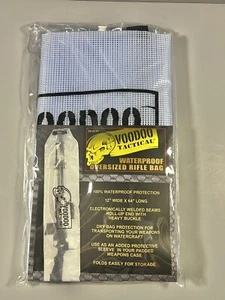 VOODOO
VOODOO
TACTICAL
WATERPROOF
OVERSIZED RIFLE BAG
VOODOO
100% WATERPROOF PROTECTION
12" WIDE X 64" LONG
ELECTRONICALLY WELDED SEAMS
ROLL-UP END WITH
HEAVY BUCKLE
DRY BAG PROTECTION FOR
TRANSPORTING YOUR WEAPONS
ON WATERCRAFT
USE AS AN ADDED PROTECTIVE
SLEEVE IN YOUR PADDED
WEAPONS CASE
FOLDS EASILY FOR STORAGE